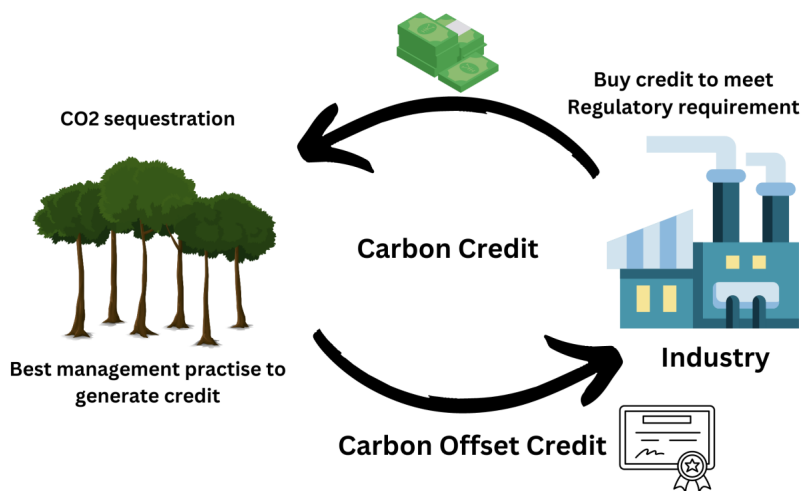 Buy credit to meet
Regulatory requirement
CO2 sequestration
Carbon Credit
Industry
Best management practise to
generate credit
Carbon Offset Credit